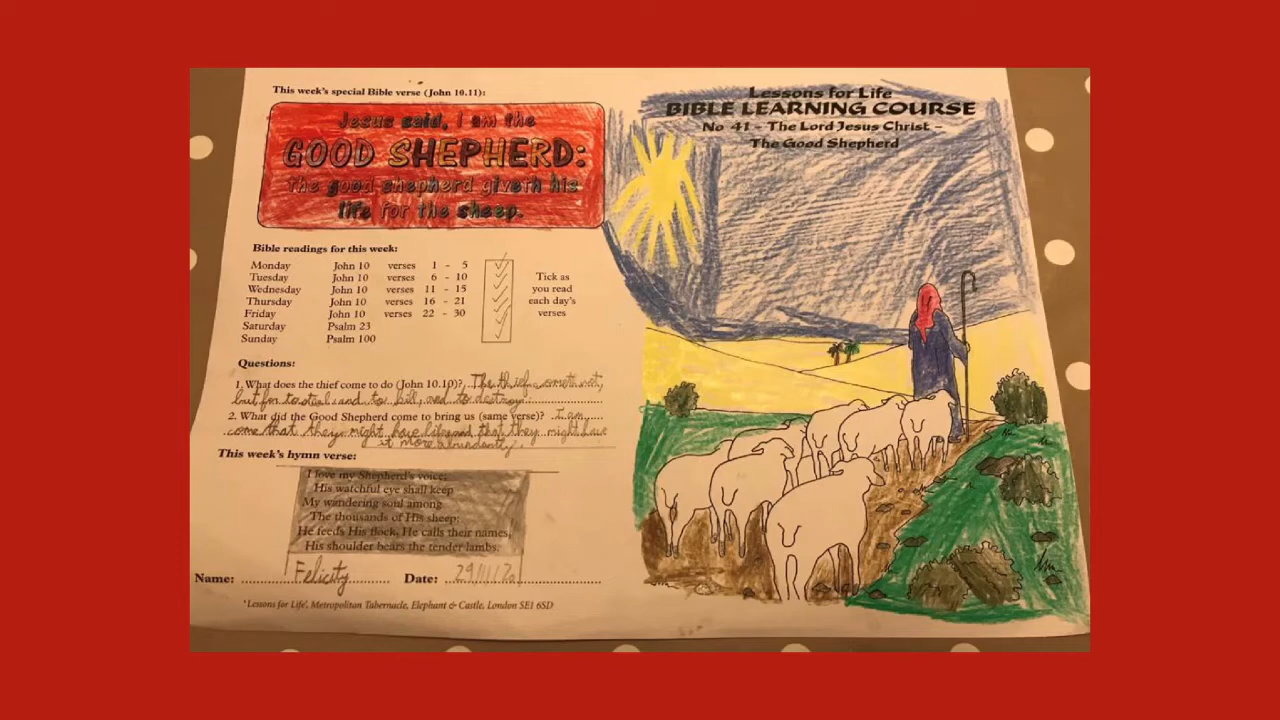 This week's special Bible verse (John 10.11):
Jesus said, I am the
GOOD SHEPHERD:
the good shepherd giveth his
life for the sheep.
Bible readings for this week:
Monday John 10 verses 1 - 5
Tuesday John 10 verses 6 - 10
Wednesday John 10 verses 11 - 15
Thursday John 10 verses 16 - 21
Friday John 10 verses 22 - 30
Saturday Psalm 23
Sunday Psalm 100
Tick as
you read
each day's
verses
Questions:
1. What does the thief come to do (John 10.10)? The thief cometh not,
but for to steal and to kill, and to destroy.
2. What did the Good Shepherd come to bring us (same verse)? I am
come that they might have life and that they might have
it more abundantly.
This week's hymn verse:
I love my Shepherd's voice:
His watchful eye shall keep
My wandering soul among
The thousands of His sheep:
He feeds His flock, He calls their names,
His shoulder bears the tender lambs.
Name: Felicity Date: 29/11/20
'Lessons for Life', Metropolitan Tabernacle, Elephant & Castle, London SE1 6SD
Lessons for Life
BIBLE LEARNING COURSE
No 41 - The Lord Jesus Christ –
The Good Shepherd